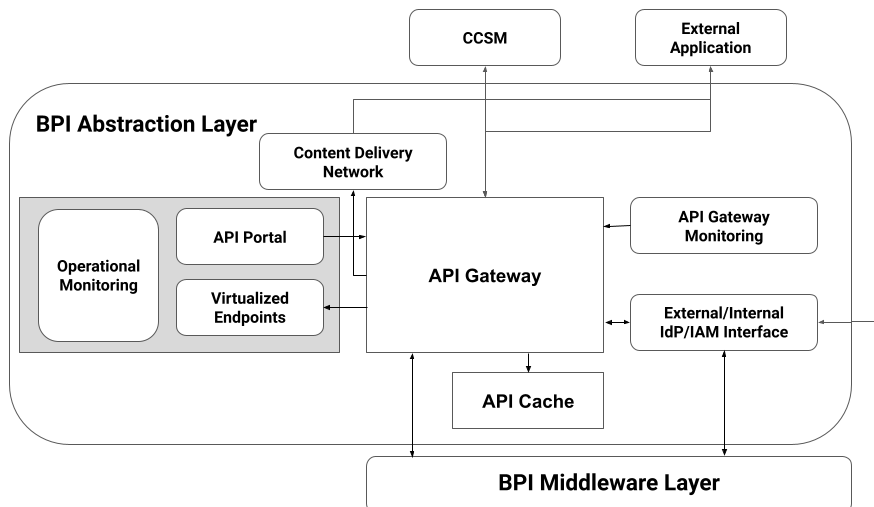 CCSM
External
Application
BPI Abstraction Layer
Content Delivery
Network
Operational
Monitoring
API Portal
Virtualized
Endpoints
API Gateway
API Gateway
Monitoring
External/Internal
IdP/IAM Interface
API Cache
BPI Middleware Layer